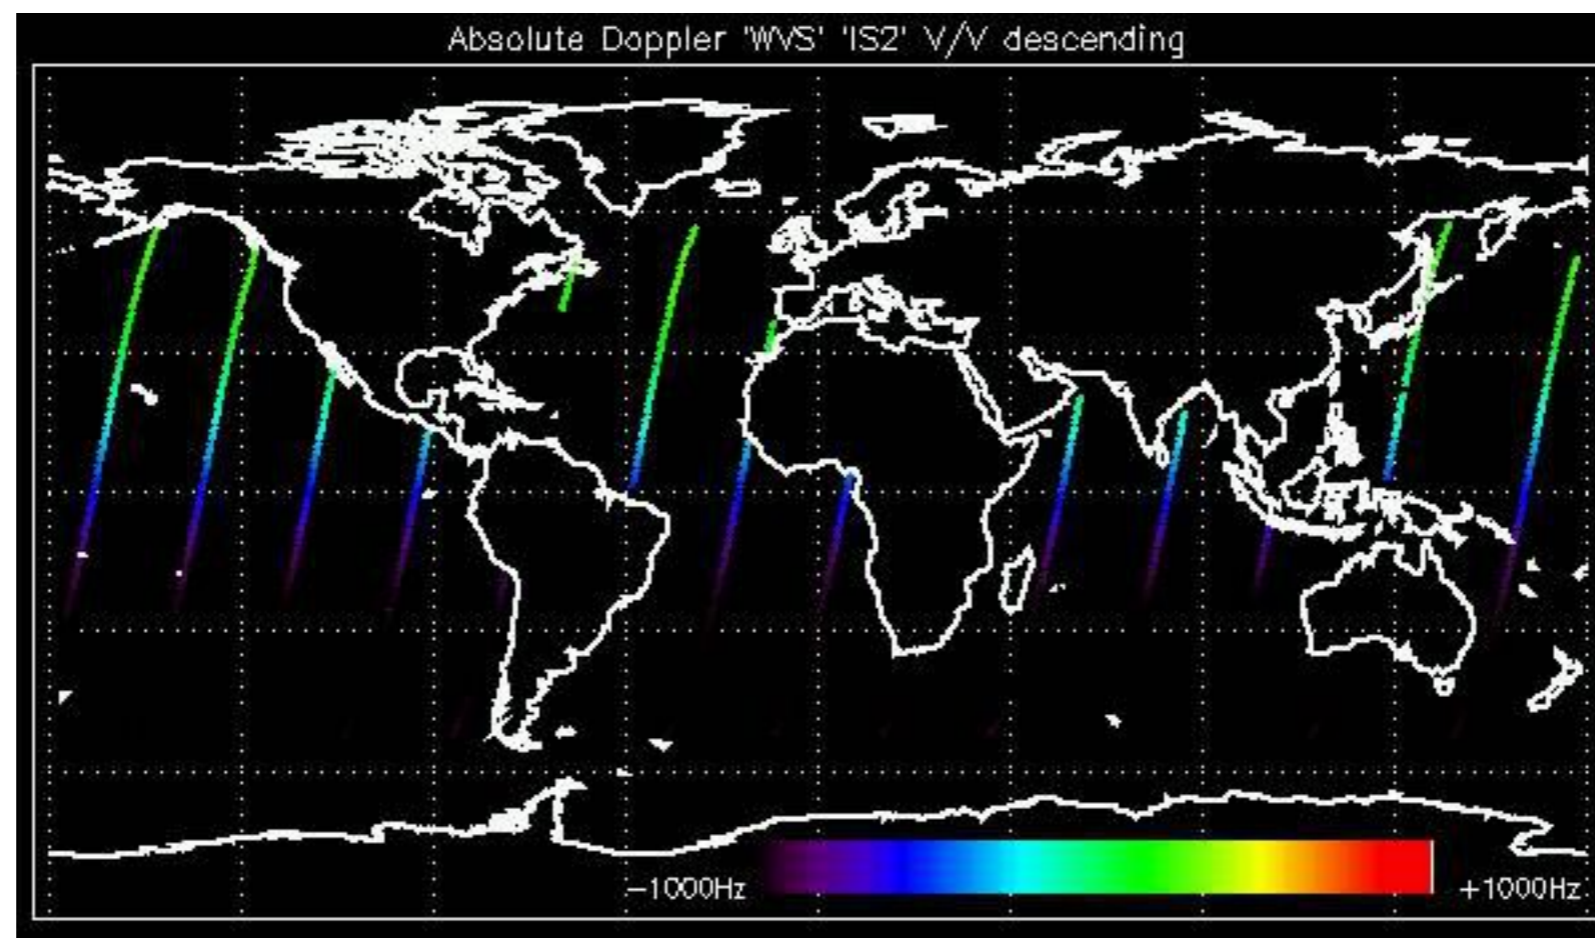 Absolute Doppler 'WVS' 'IS2' V/V descending
−1000Hz
+1000Hz